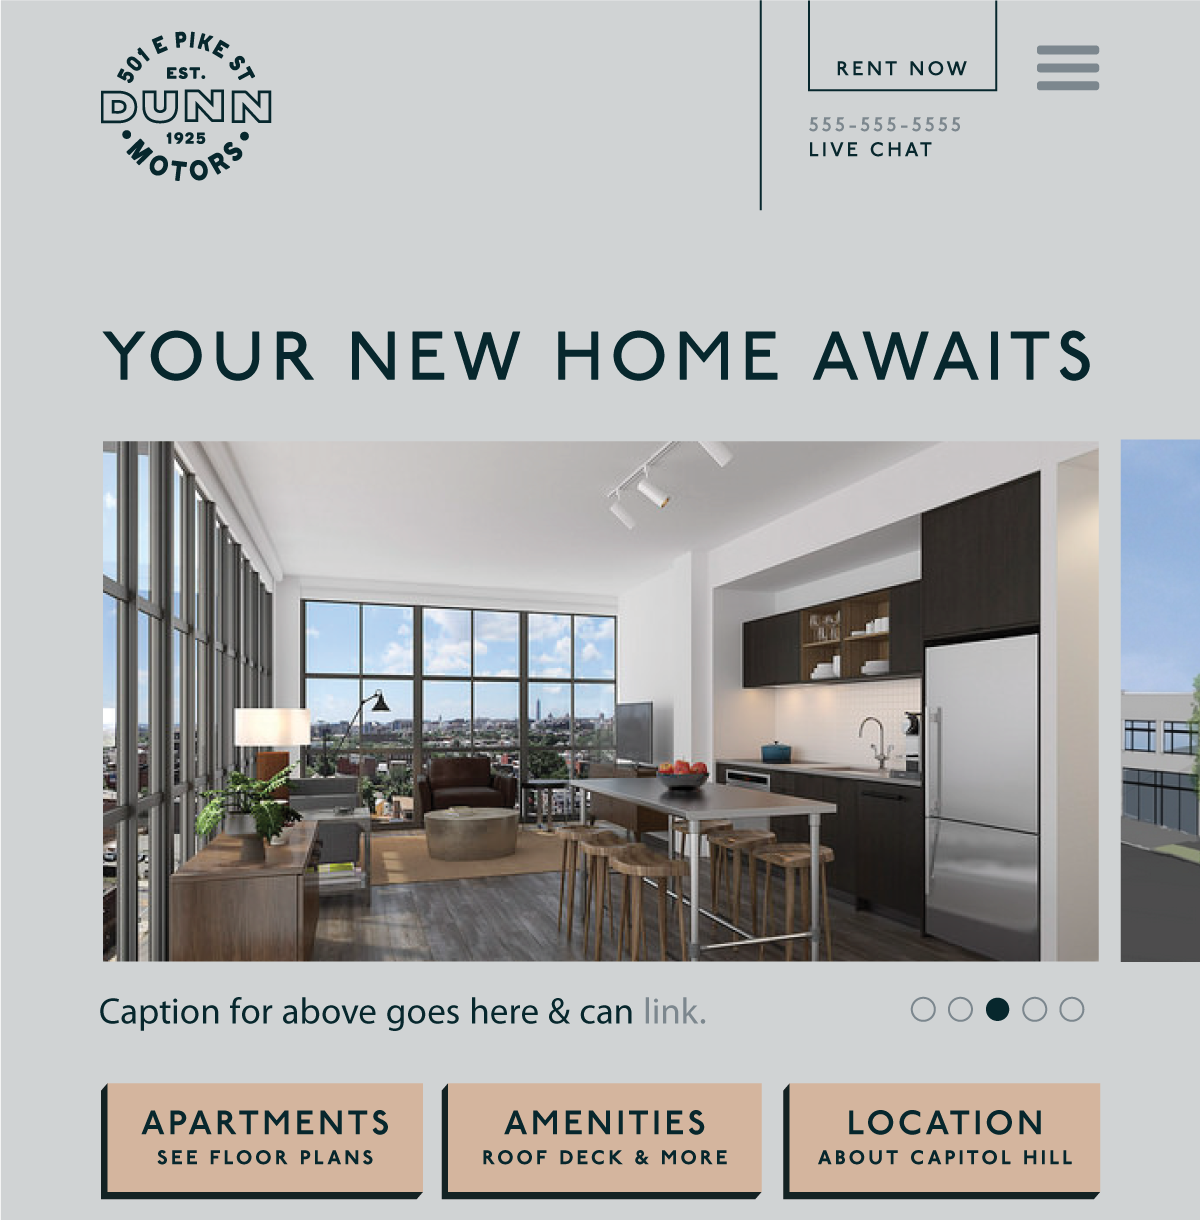 501 E PIKE ST
EST.
DUNN
1925
MOTORS
RENT NOW
555-555-5555
LIVE CHAT
YOUR NEW HOME AWAITS
Caption for above goes here & can link.
APARTMENTS
SEE FLOOR PLANS
AMENITIES
ROOF DECK & MORE
LOCATION
ABOUT CAPITOL HILL